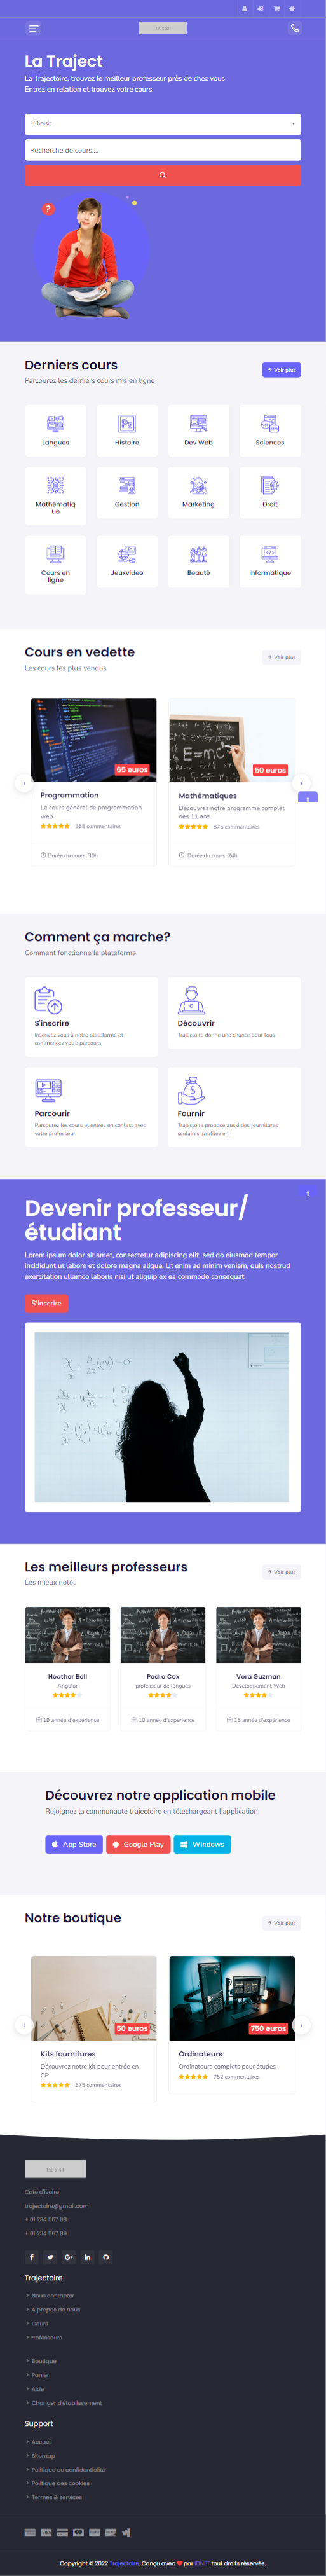 La Traject
La Trajectoire, trouvez le meilleur professeur près de chez vous
Entrez en relation et trouvez votre cours
Choisir
Recherche de cours....
Derniers cours
Parcourez les derniers cours mis en ligne
Voir plus
Langues
Histoire
Dev Web
Sciences
Mathématiq
ue
Gestion
Marketing
Droit
Cours en
ligne
Jeuxvideo
Beauté
Informatique
Cours en vedette
Les cours les plus vendus
Voir plus
55 euros
Programmation
Le cours général de programmation
web
365 commentaires
Durée du cours: 30h
50 euros
Mathématiques
Découvrez notre programme complet
dès 11 ans
875 commentaires
Durée du cours: 24h
Comment ça marche?
Comment fonctionne la plateforme
S'inscrire
Inscrivez vous à notre plateforme et
commencez votre parcours
Découvrir
Trajectoire donne une chance pour tous
Parcourir
Parcourez les cours et entrez en contact avec
votre professeur
Fournir
Trajectoire propose aussi des fournitures
scolaires, profitez en!
Devenir professeur/
étudiant
Lorem ipsum dolor sit amet, consectetur adipiscing elit, sed do eiusmod tempor
incididunt ut labore et dolore magna aliqua. Ut enim ad minim veniam, quis nostrud
exercitation ullamco laboris nisi ut aliquip ex ea commodo consequat
S'inscrire
Les meilleurs professeurs
Les mieux notés
Voir plus
Heather Bell
Angular
19 année d'expérience
Pedro Cox
professeur de langues
10 année d'expérience
Vera Guzman
Developpement Web
15 année d'expérience
Découvrez notre application mobile
Rejoignez la communauté trajectoire en téléchargeant l'application
App Store
Google Play
Windows
Notre boutique
Voir plus
50 euros
Kits fournitures
Découvrez notre kit pour entrée en
CP
875 commentaires
750 euros
Ordinateurs
Ordinateurs complets pour études
752 commentaires
Cote d'ivoire
trajectoire@gmail.com
+ 01 234 567 88
+ 01 234 567 89
Trajectoire
Nous contacter
A propos de nous
Cours
Professeurs
Boutique
Panier
Aide
Changer d'établissement
Support
Accueil
Sitemap
Politique de confidentialité
Politique des cookies
Termes & services
Copyright © 2022 Trajectoire. Conçu avec ❤ par IDNET tout droits réservés.